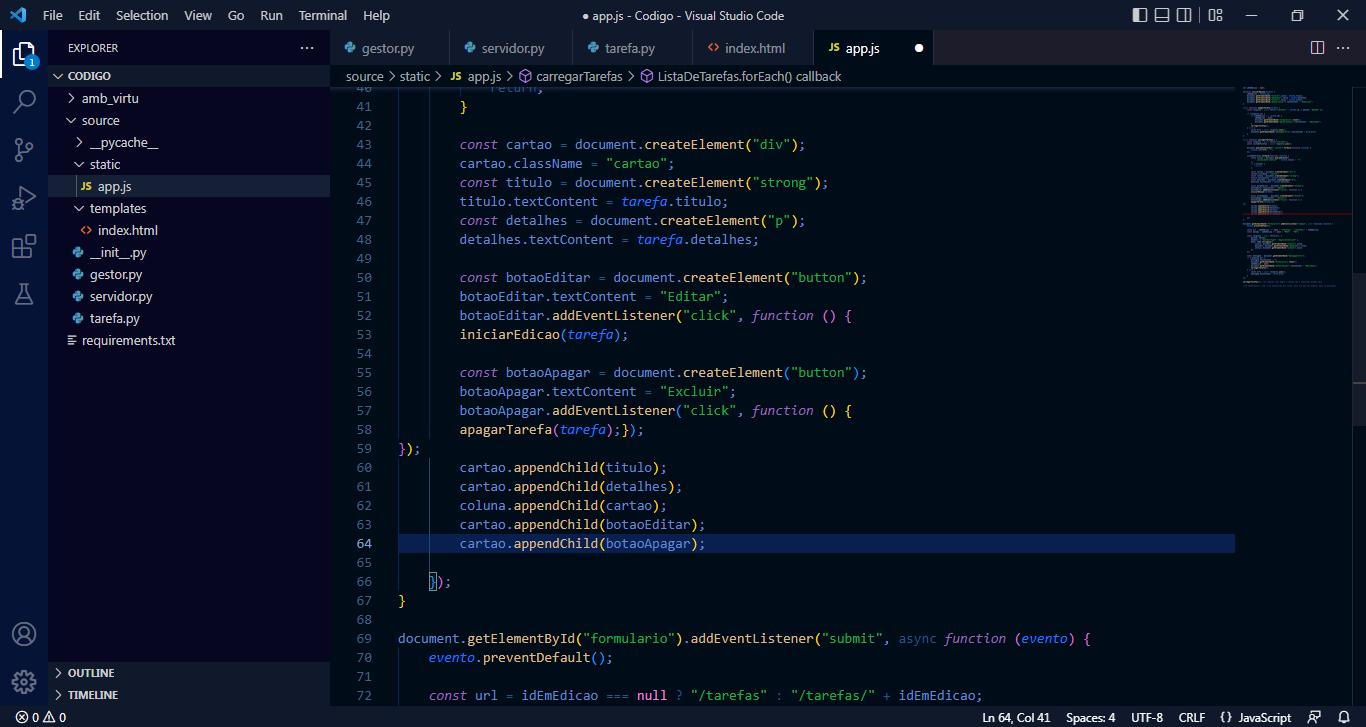 File Edit Selection View Go Run Terminal Help
● app.js - Codigo - Visual Studio Code
EXPLORER
1
CODIGO
amb_virtu
source
__pycache__
static
JS app.js
templates
index.html
__init__.py
gestor.py
servidor.py
tarefa.py
requirements.txt
OUTLINE
TIMELINE
gestor.py servidor.py tarefa.py index.html JS app.js
source > static > JS app.js > carregarTarefas > ListaDeTarefas.forEach() callback
40 return;
41 }
42
43 const cartao = document.createElement("div");
44 cartao.className = "cartao";
45 const titulo = document.createElement("strong");
46 titulo.textContent = tarefa.titulo;
47 const detalhes = document.createElement("p");
48 detalhes.textContent = tarefa.detalhes;
49
50 const botaoEditar = document.createElement("button");
51 botaoEditar.textContent = "Editar";
52 botaoEditar.addEventListener("click", function () {
53 iniciarEdicao(tarefa);
54
55 const botaoApagar = document.createElement("button");
56 botaoApagar.textContent = "Excluir";
57 botaoApagar.addEventListener("click", function () {
58 apagarTarefa(tarefa);});
59 });
60 cartao.appendChild(titulo);
61 cartao.appendChild(detalhes);
62 coluna.appendChild(cartao);
63 cartao.appendChild(botaoEditar);
64 cartao.appendChild(botaoApagar);
65
66 });
67 }
68
69 document.getElementById("formulario").addEventListener("submit", async function (evento) {
70 evento.preventDefault();
71
72 const url = idEmEdicao === null ? "/tarefas" : "/tarefas/" + idEmEdicao;
0 0
Ln 64, Col 41 Spaces: 4 UTF-8 CRLF {} JavaScript